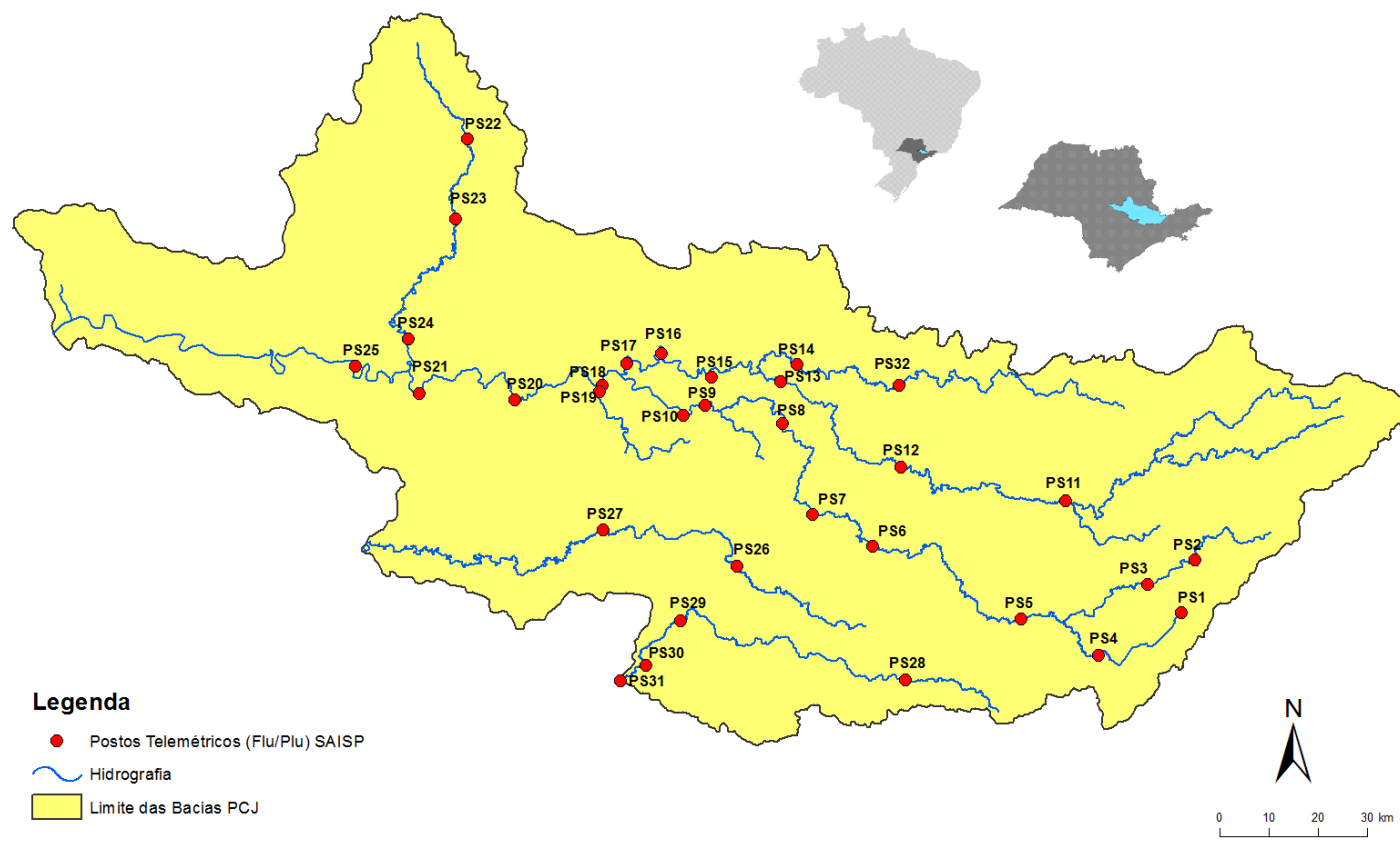 PS22
PS23
PS24
PS25
PS21
PS20
PS17
PS16
PS18
PS19
PS15
PS14
PS13
PS32
PS9
PS10
PS8
PS12
PS11
PS7
PS6
PS27
PS26
PS2
PS3
PS1
PS5
PS4
PS29
PS30
PS31
PS28
Legenda
Postos Telemétricos (Flu/Plu) SAISP
Hidrografia
Limite das Bacias PCJ
N
0 10 20 30 km